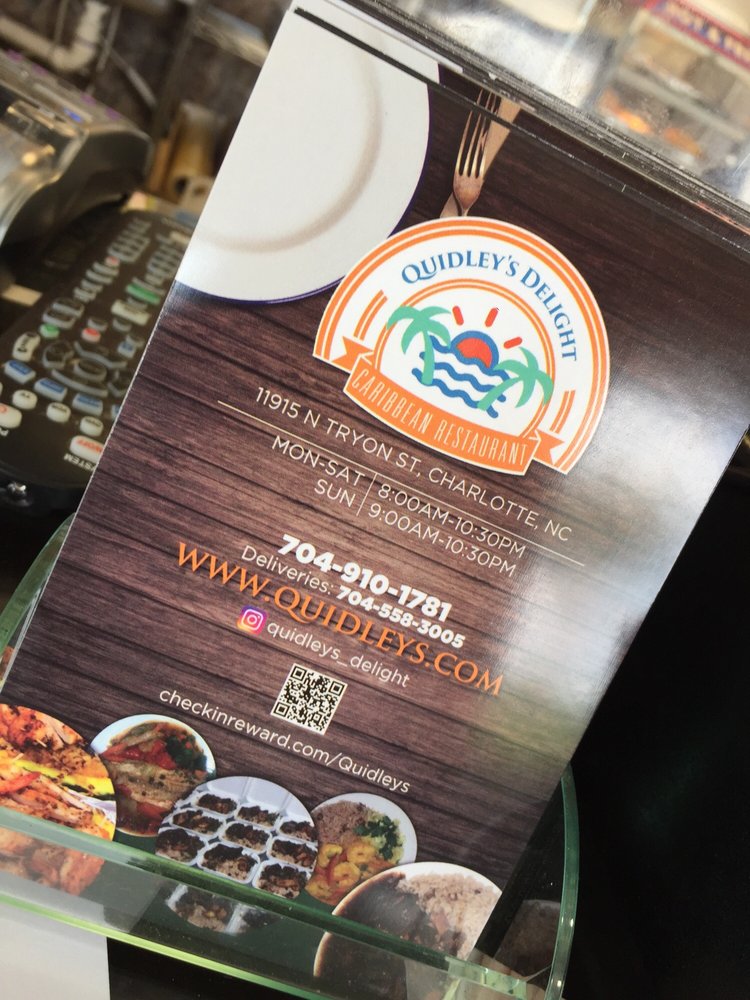 QUIDLEY'S DELIGHT
CARIBBEAN RESTAURANT
11915 N TRYON ST, CHARLOTTE, NC
MON-SAT 8:00AM-10:30PM
SUN 9:00AM-10:30PM
704-910-1781
Deliveries: 704-558-3005
WWW.QUIDLEYS.COM
quidleys_delight
checkinreward.com/Quidleys
SYSTEM